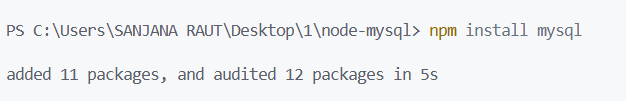 PS C:\Users\SANJANA RAUT\Desktop\1\node-mysql> npm install mysql
added 11 packages, and audited 12 packages in 5s